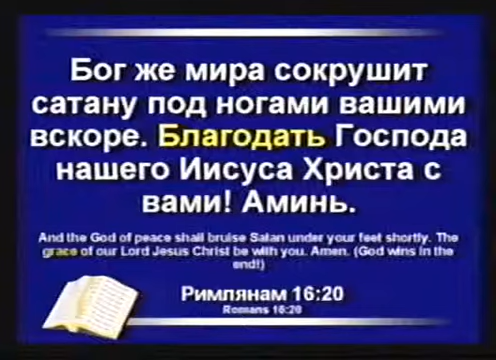 Бог же мира сокрушит
сатану под ногами вашими
вскоре. Благодать Господа
нашего Иисуса Христа с
вами! Аминь.
And the God of peace shall bruise Satan under your feet shortly. The
grace of our Lord Jesus Christ be with you. Amen. (God wins in the
end!)
Римлянам 16:20
Romans 16:20